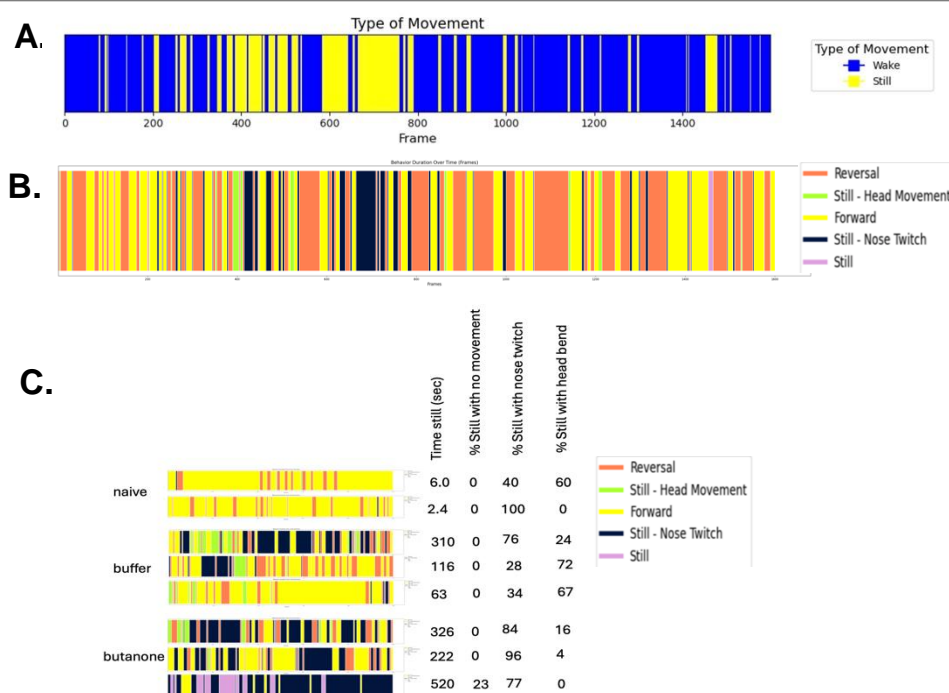 A.
Type of Movement
0 200 400 600 800 1000 1200 1400
Frame
Type of Movement
Wake
Still
B.
Behavior Duration Over Time (Frames)
Frames
Reversal
Still - Head Movement
Forward
Still - Nose Twitch
Still
C.
Time still (sec)
% Still with no movement
% Still with nose twitch
% Still with head bend
naive
6.0 0 40 60
2.4 0 100 0
buffer
310 0 76 24
116 0 28 72
63 0 34 67
butanone
326 0 84 16
222 0 96 4
520 23 77 0
Reversal
Still - Head Movement
Forward
Still - Nose Twitch
Still